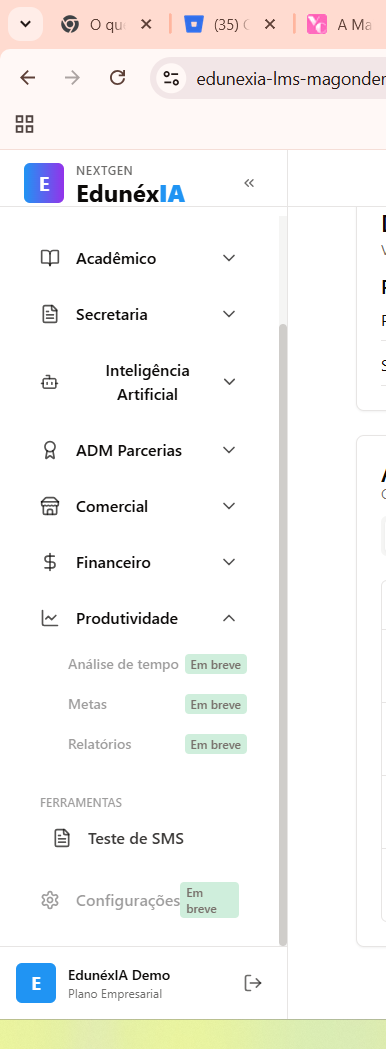 O que
(35) C
A Ma
edunexia-lms-magonder
E
NEXTGEN
EdunéxIA
Acadêmico
Secretaria
Inteligência
Artificial
ADM Parcerias
Comercial
Financeiro
Produtividade
Análise de tempo Em breve
Metas Em breve
Relatórios Em breve
FERRAMENTAS
Teste de SMS
Configurações Em
breve
E
EdunéxIA Demo
Plano Empresarial